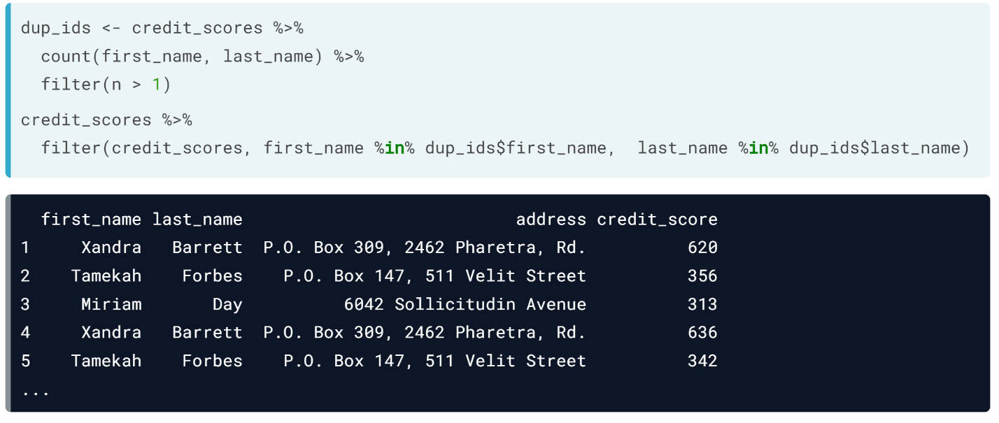 dup_ids <- credit_scores %>%
  count(first_name, last_name) %>%
  filter(n > 1)
credit_scores %>%
  filter(credit_scores, first_name %in% dup_ids$first_name,  last_name %in% dup_ids$last_name)
  first_name last_name                           address credit_score
1     Xandra   Barrett  P.O. Box 309, 2462 Pharetra, Rd.          620
2    Tamekah    Forbes    P.O. Box 147, 511 Velit Street          356
3     Miriam       Day          6042 Sollicitudin Avenue          313
4     Xandra   Barrett  P.O. Box 309, 2462 Pharetra, Rd.          636
5    Tamekah    Forbes    P.O. Box 147, 511 Velit Street          342
...